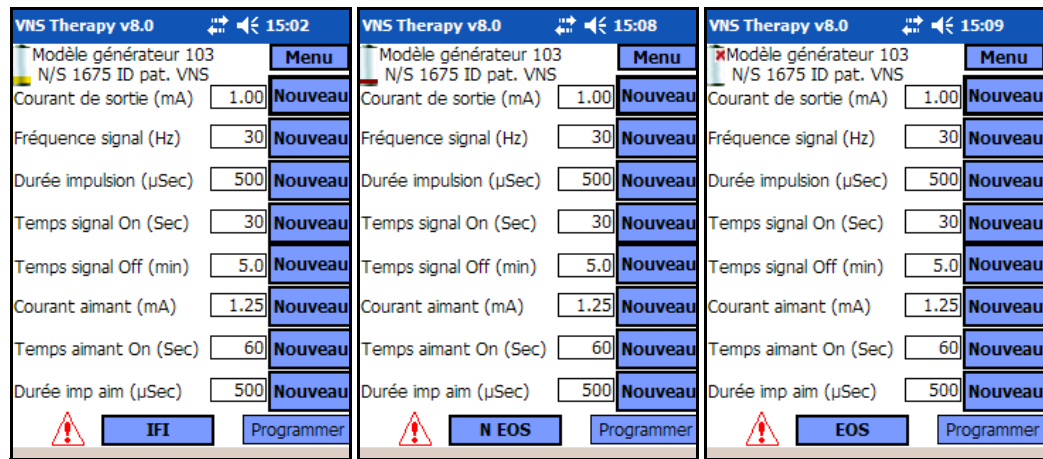 VNS Therapy v8.0 15:02
Modèle générateur 103 Menu
N/S 1675 ID pat. VNS
Courant de sortie (mA) 1.00 Nouveau
Fréquence signal (Hz) 30 Nouveau
Durée impulsion (µSec) 500 Nouveau
Temps signal On (Sec) 30 Nouveau
Temps signal Off (min) 5.0 Nouveau
Courant aimant (mA) 1.25 Nouveau
Temps aimant On (Sec) 60 Nouveau
Durée imp aim (µSec) 500 Nouveau
IFI Programmer
VNS Therapy v8.0 15:08
Modèle générateur 103 Menu
N/S 1675 ID pat. VNS
Courant de sortie (mA) 1.00 Nouveau
Fréquence signal (Hz) 30 Nouveau
Durée impulsion (µSec) 500 Nouveau
Temps signal On (Sec) 30 Nouveau
Temps signal Off (min) 5.0 Nouveau
Courant aimant (mA) 1.25 Nouveau
Temps aimant On (Sec) 60 Nouveau
Durée imp aim (µSec) 500 Nouveau
N EOS Programmer
VNS Therapy v8.0 15:09
Modèle générateur 103 Menu
N/S 1675 ID pat. VNS
Courant de sortie (mA) 1.00 Nouveau
Fréquence signal (Hz) 30 Nouveau
Durée impulsion (µSec) 500 Nouveau
Temps signal On (Sec) 30 Nouveau
Temps signal Off (min) 5.0 Nouveau
Courant aimant (mA) 1.25 Nouveau
Temps aimant On (Sec) 60 Nouveau
Durée imp aim (µSec) 500 Nouveau
EOS Programmer